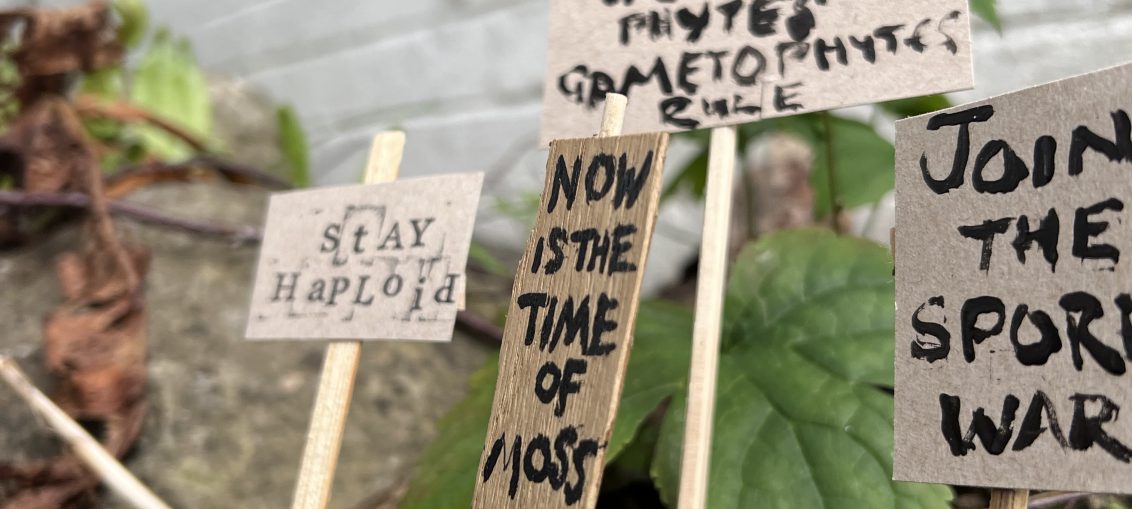 StAY
HaPLoid
NOW
IS THE
TIME
OF
MOSS
PHYTES
GAMETOPHYTES
RULE
JOIN
THE
SPORE
WAR